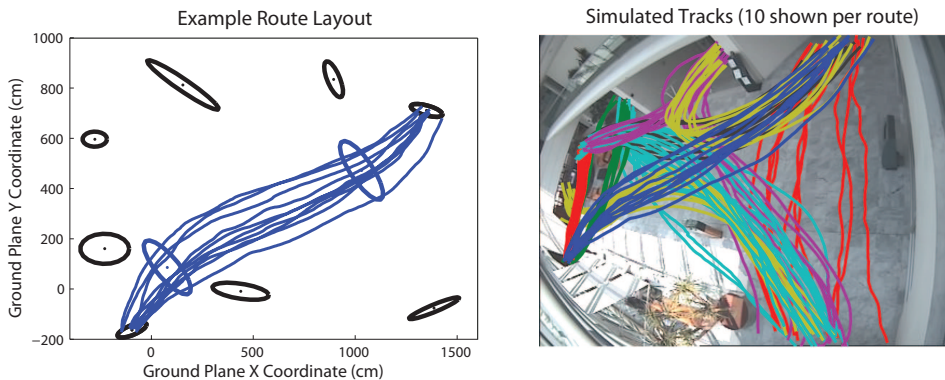 Example Route Layout
Simulated Tracks (10 shown per route)
Ground Plane Y Coordinate (cm)
1000
800
600
400
200
0
−200
0
500
1000
1500
Ground Plane X Coordinate (cm)